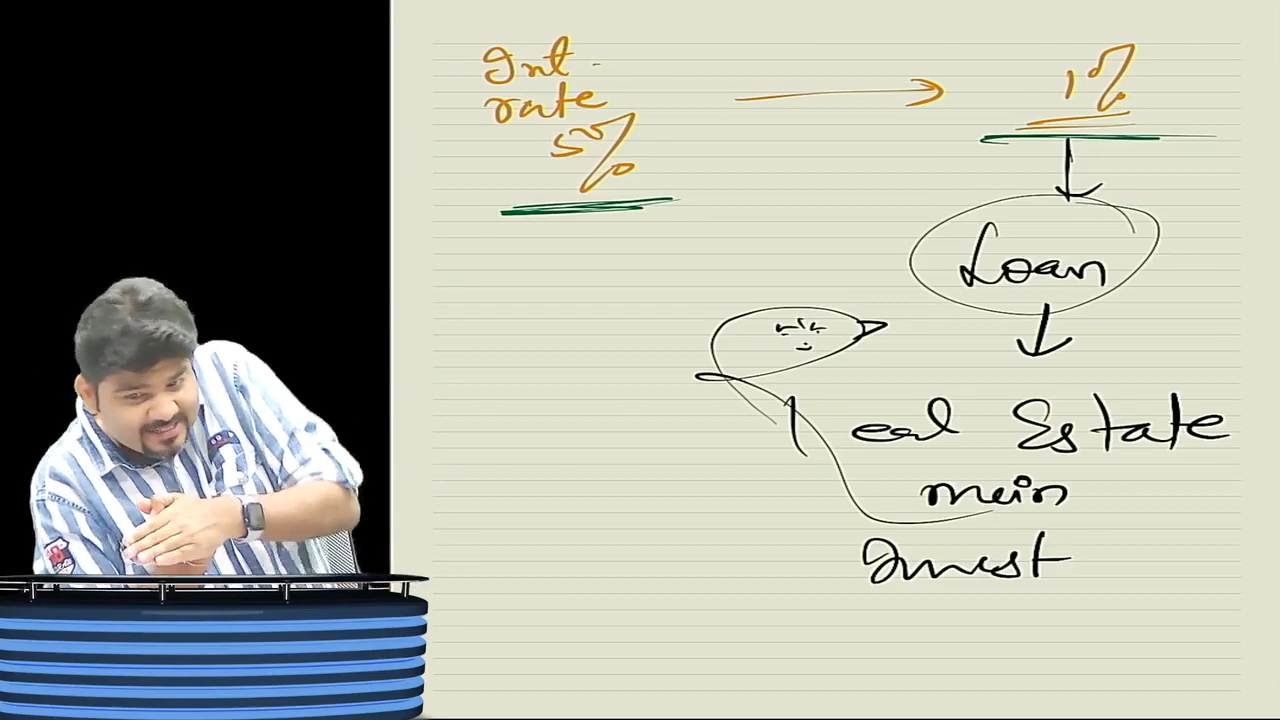 Int.
rate
5%
1%
Loan
Real Estate
mein
Invest